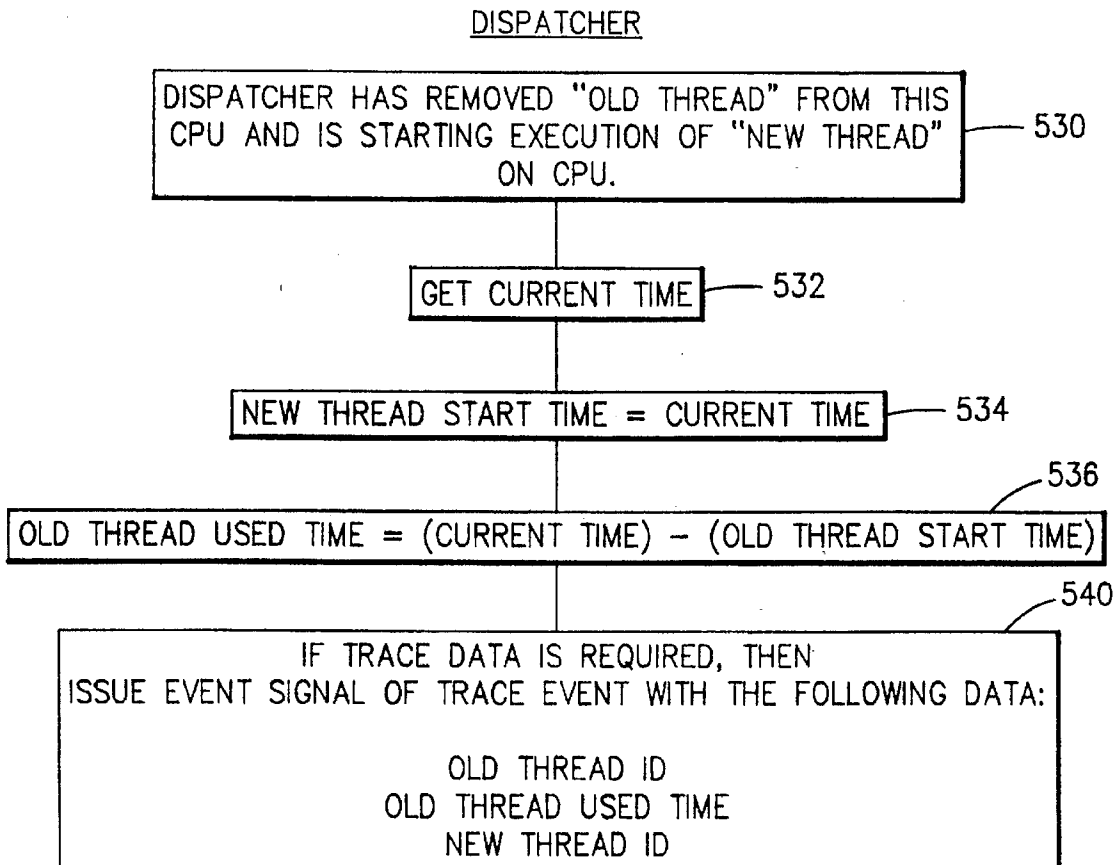 DISPATCHER
DISPATCHER HAS REMOVED "OLD THREAD" FROM THIS
CPU AND IS STARTING EXECUTION OF "NEW THREAD"
ON CPU.
530
GET CURRENT TIME
532
NEW THREAD START TIME = CURRENT TIME
534
536
OLD THREAD USED TIME = (CURRENT TIME) − (OLD THREAD START TIME)
540
IF TRACE DATA IS REQUIRED, THEN
ISSUE EVENT SIGNAL OF TRACE EVENT WITH THE FOLLOWING DATA:
OLD THREAD ID
OLD THREAD USED TIME
NEW THREAD ID